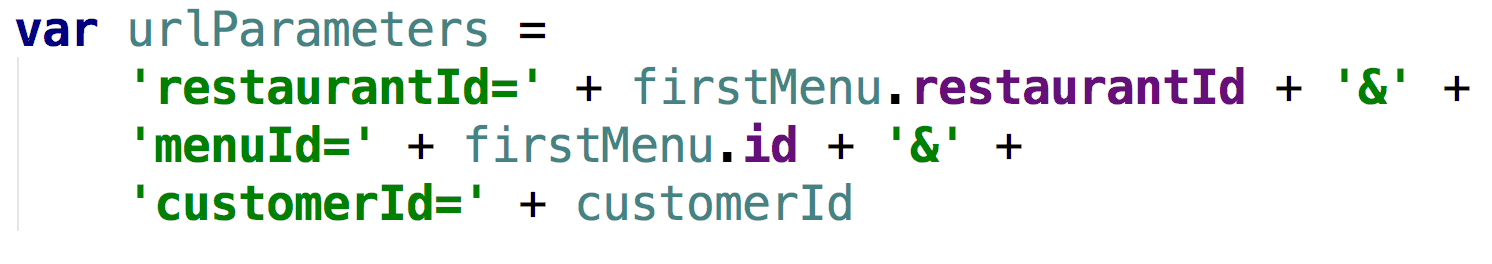 var urlParameters =
'restaurantId=' + firstMenu.restaurantId + '&' +
'menuId=' + firstMenu.id + '&' +
'customerId=' + customerId